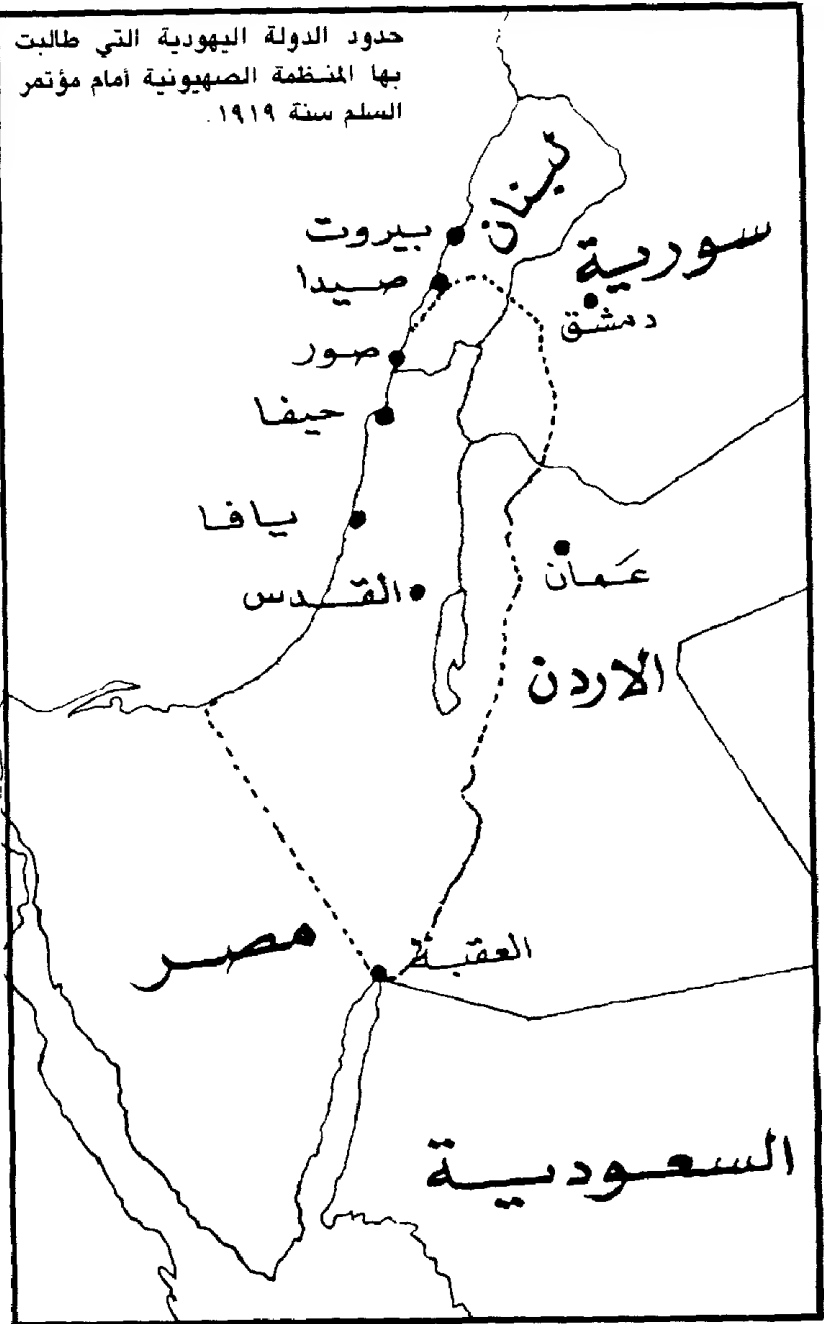 حدود الدولة اليهودية التي طالبت
بها المنظمة الصهيونية أمام مؤتمر
السلم سنة ١٩١٩.
لبنان
بيروت
سورية
صيدا
دمشق
صور
حيفا
يافا
عَمان
القدس
الاردن
مصر
العقبة
السعودية